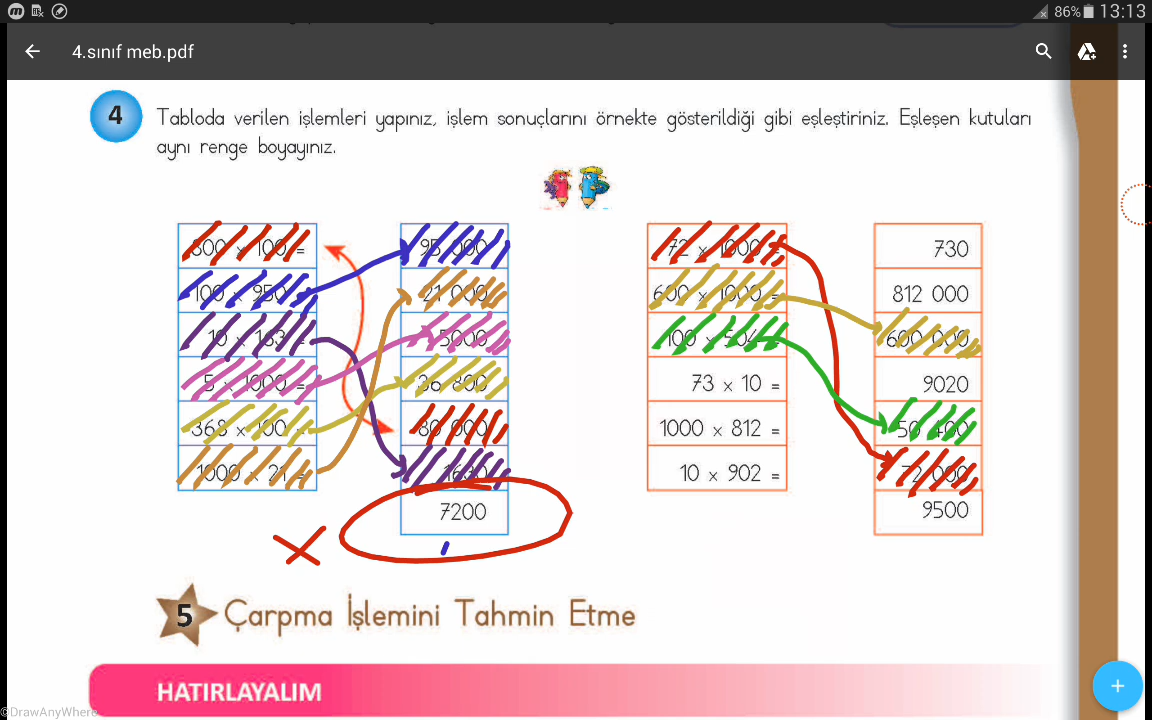 86% 13:13
4.sınıf meb.pdf
4 Tabloda verilen işlemleri yapınız, işlem sonuçlarını örnekte gösterildiği gibi eşleştiriniz. Eşleşen kutuları
aynı renge boyayınız.
800 x 100 = 95 000 72 x 1000 = 730
100 x 950 = 21 000 600 x 1000 = 812 000
10 x 163 = 5000 100 x 504 = 600 000
5 x 1000 = 36 800 73 x 10 = 9020
368 x 100 = 80 000 1000 x 812 = 50 400
1000 x 21 = 1630 10 x 902 = 72 000
7200 9500
5 Çarpma İşlemini Tahmin Etme
HATIRLAYALIM
©DrawAnyWhere